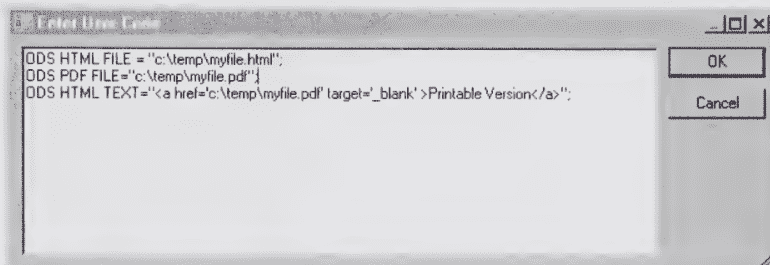 Enter User Code
ODS HTML FILE = "c:\temp\myfile.html";
OK
ODS PDF FILE="c:\temp\myfile.pdf";
ODS HTML TEXT="<a href='c:\temp\myfile.pdf' target='_blank' >Printable Version</a>";
Cancel